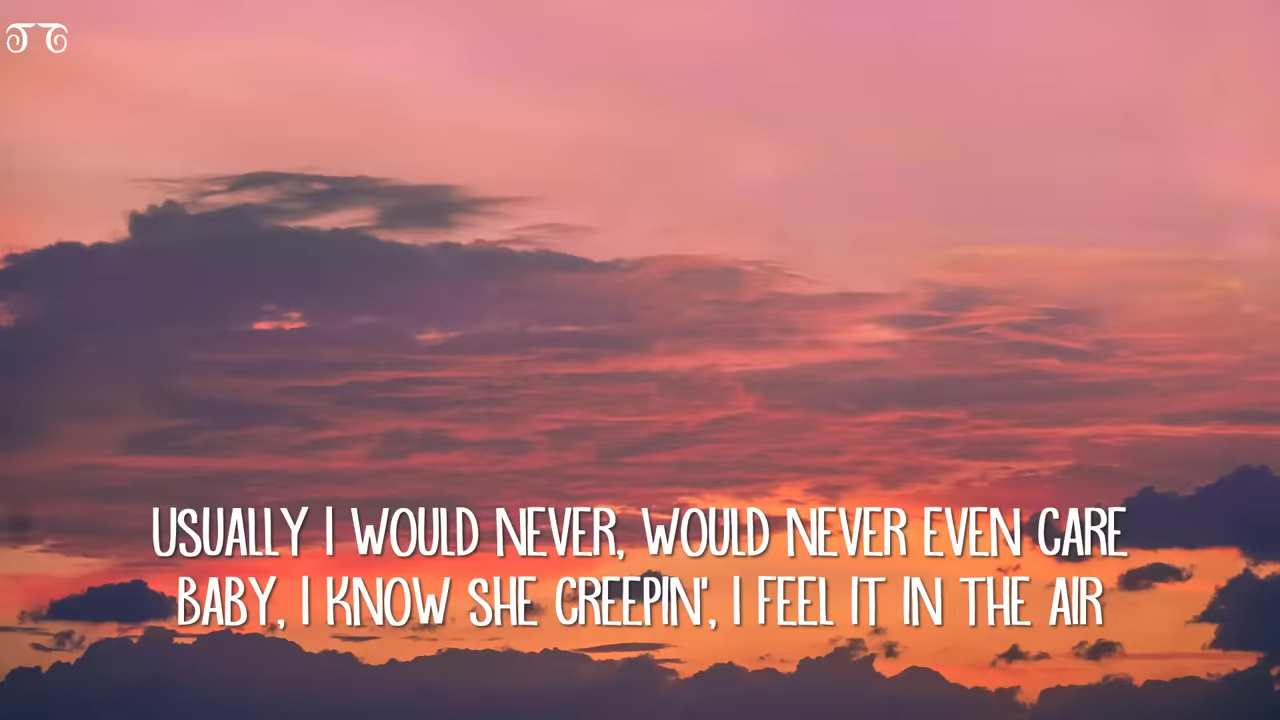 USUALLY I WOULD NEVER, WOULD NEVER EVEN CARE
BABY, I KNOW SHE CREEPIN', I FEEL IT IN THE AIR